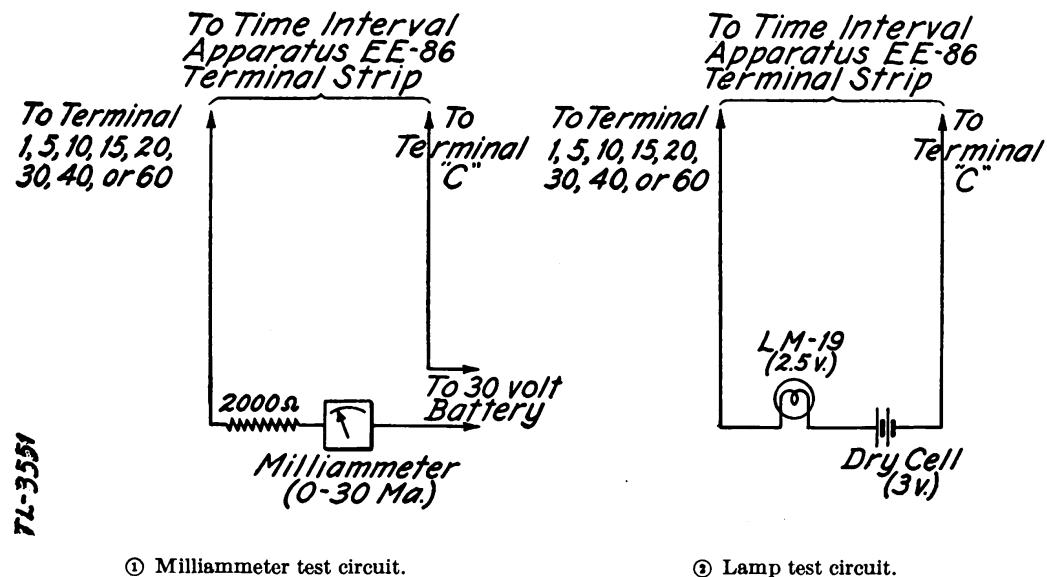 To Time Interval
Apparatus EE-86
Terminal Strip
To Terminal
1, 5, 10, 15, 20,
30, 40, or 60
To
Terminal
"C"
2000Ω
Milliammeter
(0-30 Ma.)
To 30 volt
Battery
① Milliammeter test circuit.
To Time Interval
Apparatus EE-86
Terminal Strip
To Terminal
1, 5, 10, 15, 20,
30, 40, or 60
To
Terminal
"C"
LM-19
(2.5 v.)
Dry Cell
(3 v.)
② Lamp test circuit.
TL-3551